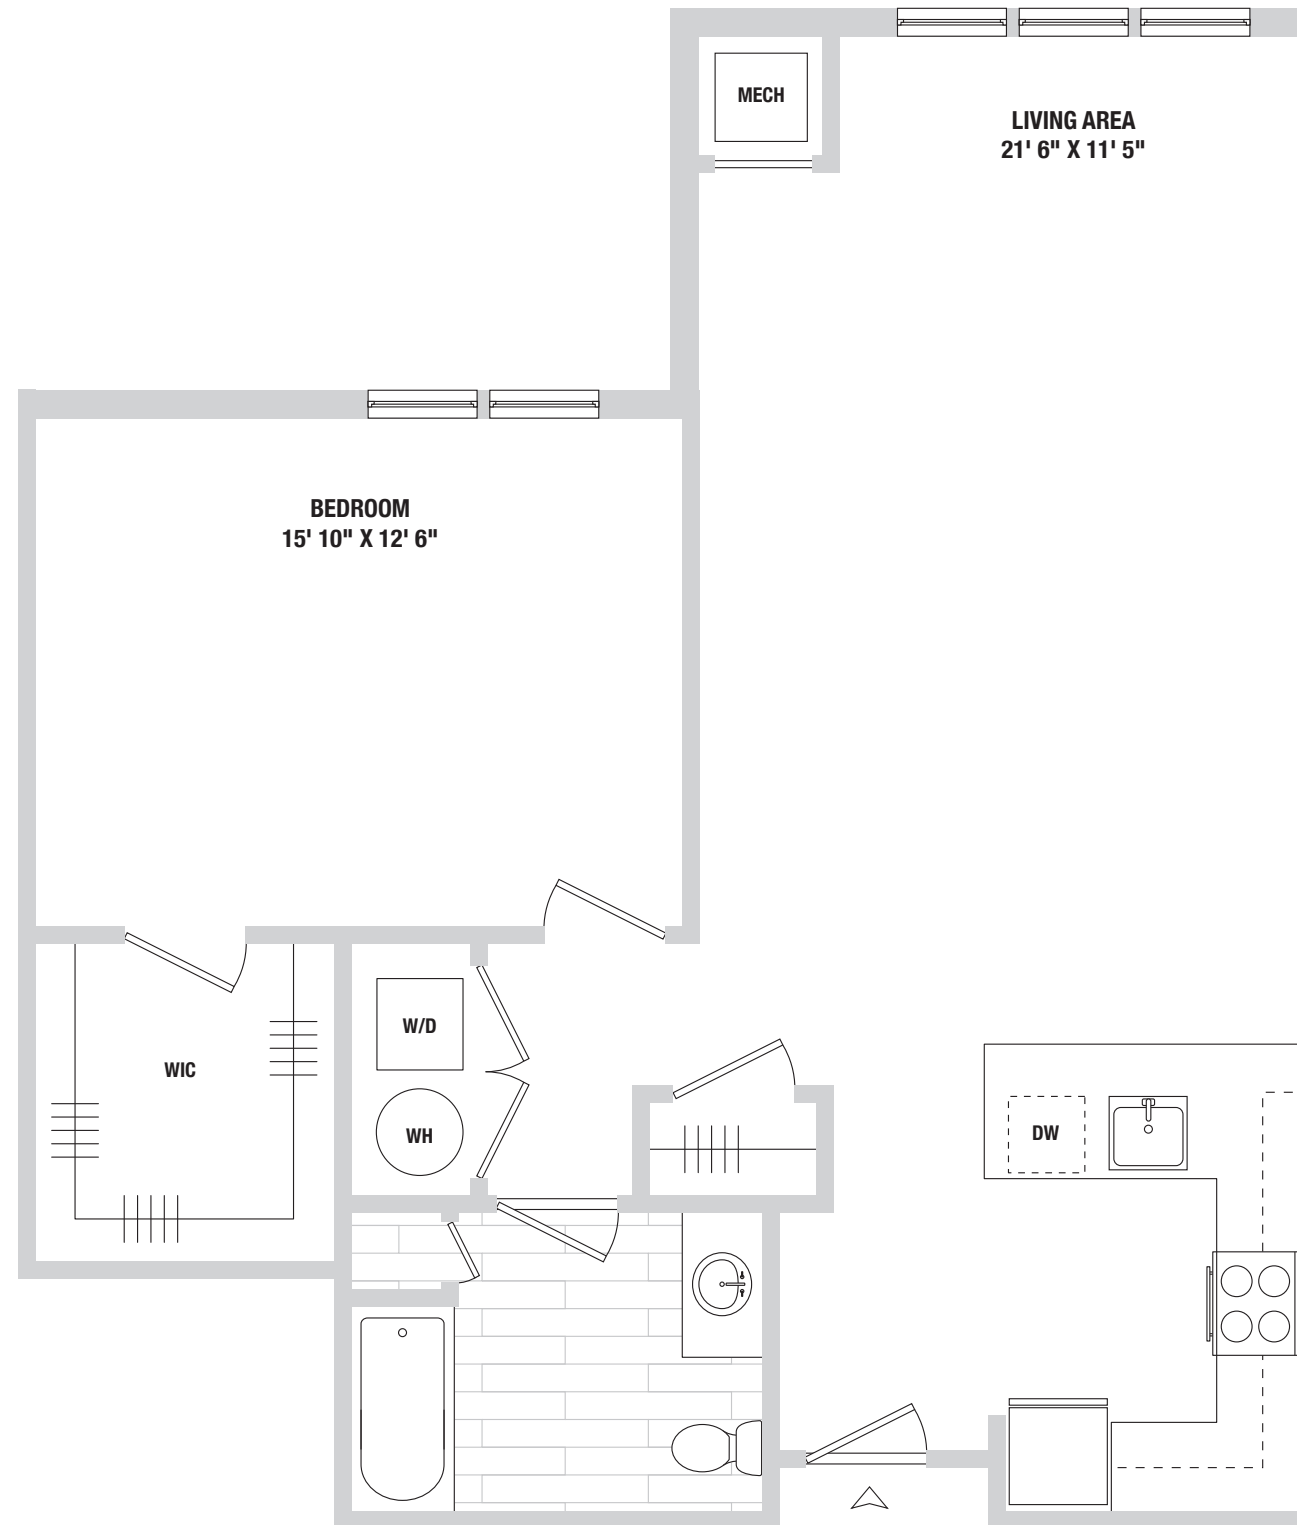 MECH
LIVING AREA
21' 6" X 11' 5"
BEDROOM
15' 10" X 12' 6"
W/D
WIC
WH
DW